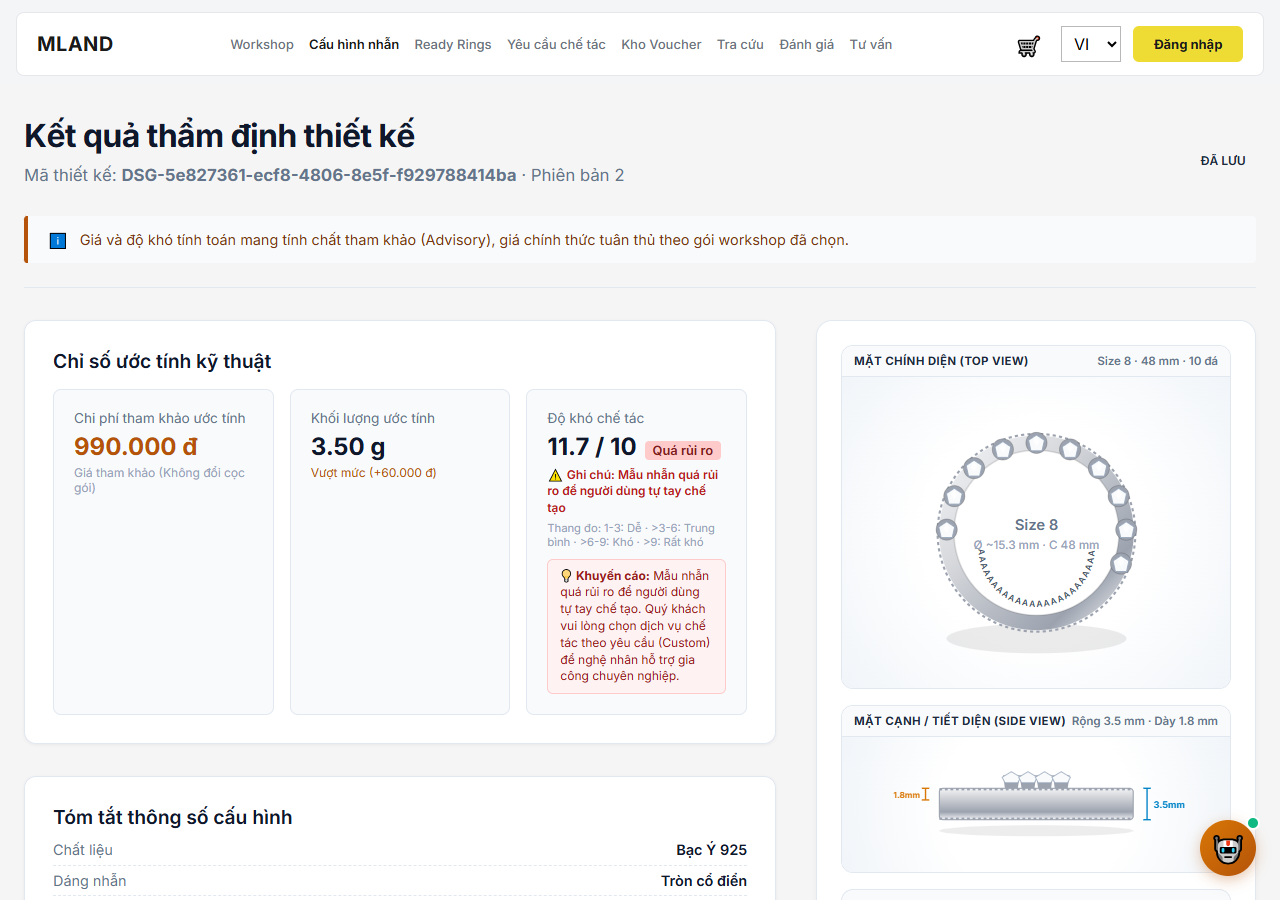 MLAND
Workshop
Cấu hình nhẫn
Ready Rings
Yêu cầu chế tác
Kho Voucher
Tra cứu
Đánh giá
Tư vấn
VI
Đăng nhập
Kết quả thẩm định thiết kế
Mã thiết kế: DSG-5e827361-ecf8-4806-8e5f-f929788414ba · Phiên bản 2
ĐÃ LƯU
Giá và độ khó tính toán mang tính chất tham khảo (Advisory), giá chính thức tuân thủ theo gói workshop đã chọn.
Chỉ số ước tính kỹ thuật
Chi phí tham khảo ước tính
990.000 đ
Giá tham khảo (Không đổi cọc
gói)
Khối lượng ước tính
3.50 g
Vượt mức (+60.000 đ)
Độ khó chế tác
11.7 / 10 Quá rủi ro
Ghi chú: Mẫu nhẫn quá rủi
ro để người dùng tự tay chế
tạo
Thang đo: 1-3: Dễ · >3-6: Trung
bình · >6-9: Khó · >9: Rất khó
Khuyến cáo: Mẫu nhẫn
quá rủi ro để người dùng
tự tay chế tạo. Quý khách
vui lòng chọn dịch vụ chế
tác theo yêu cầu (Custom)
để nghệ nhân hỗ trợ gia
công chuyên nghiệp.
Tóm tắt thông số cấu hình
Chất liệu
Bạc Ý 925
Dáng nhẫn
Tròn cổ điển
MẶT CHÍNH DIỆN (TOP VIEW)
Size 8 · 48 mm · 10 đá
Size 8
Ø ~15.3 mm · C 48 mm
AAAAAAAAAAAAAAAAAAAAAAAA
MẶT CẠNH / TIẾT DIỆN (SIDE VIEW)
Rộng 3.5 mm · Dày 1.8 mm
1.8mm
3.5mm